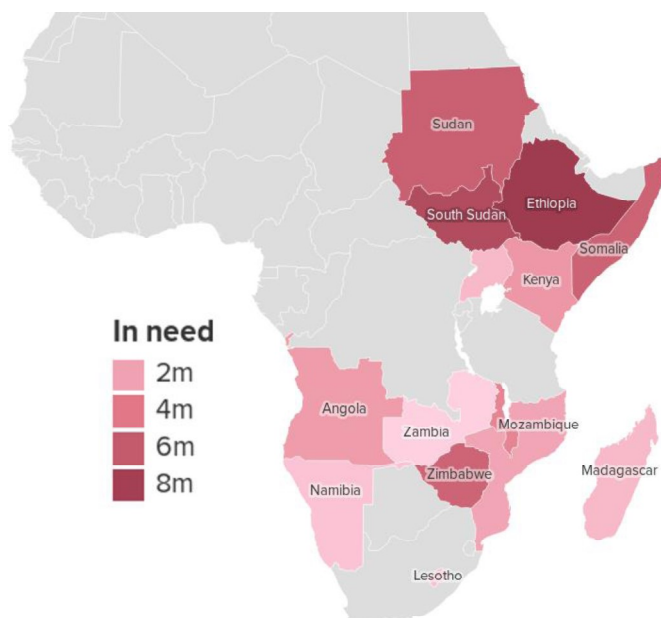 Sudan
South Sudan
Ethiopia
Somalia
Kenya
In need
2m
4m
6m
8m
Angola
Zambia
Mozambique
Zimbabwe
Madagascar
Namibia
Lesotho